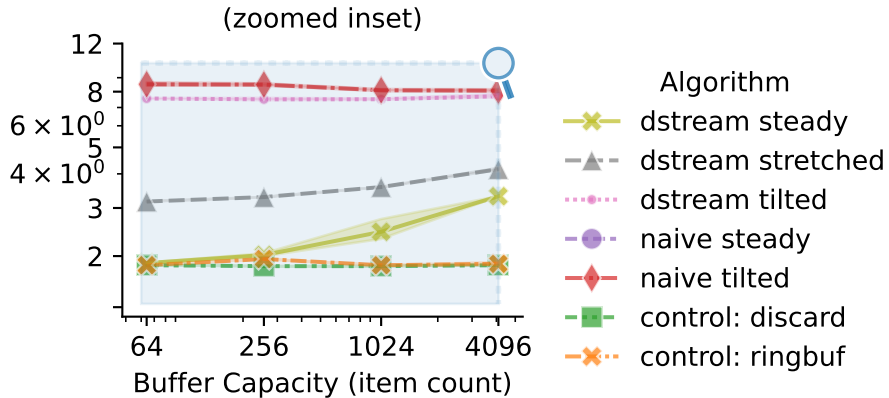 (zoomed inset)
12
8
6 × 10⁰
5
4 × 10⁰
3
2
64 256 1024 4096
Buffer Capacity (item count)
Algorithm
dstream steady
dstream stretched
dstream tilted
naive steady
naive tilted
control: discard
control: ringbuf